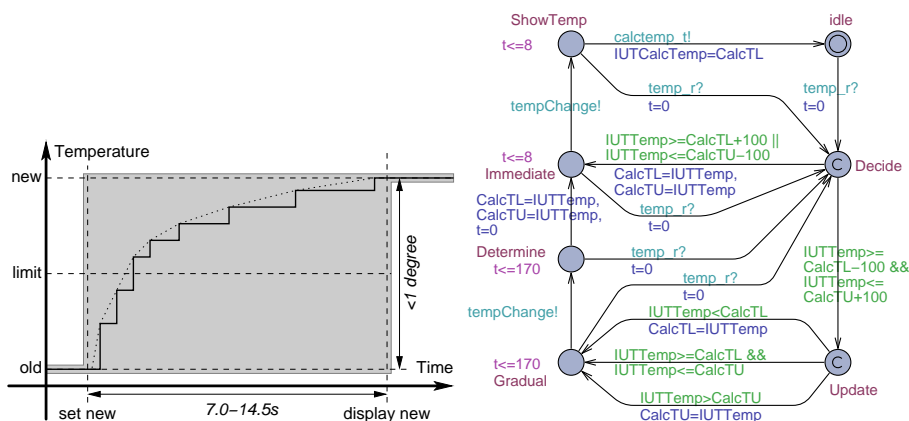 Temperature
new
limit
old
<1 degree
Time
7.0−14.5s
set new
display new
ShowTemp
idle
t<=8
calctemp_t!
IUTCalcTemp=CalcTL
temp_r?
t=0
temp_r?
t=0
tempChange!
IUTTemp>=CalcTL+100 ||
IUTTemp<=CalcTU−100
t<=8
Immediate
Decide
CalcTL=IUTTemp,
CalcTU=IUTTemp
CalcTL=IUTTemp,
CalcTU=IUTTemp,
t=0
temp_r?
t=0
Determine
t<=170
temp_r?
t=0
IUTTemp>=
CalcTL−100 &&
IUTTemp<=
CalcTU+100
temp_r?
t=0
tempChange!
IUTTemp<CalcTL
CalcTL=IUTTemp
t<=170
Gradual
IUTTemp>=CalcTL &&
IUTTemp<=CalcTU
Update
IUTTemp>CalcTU
CalcTU=IUTTemp
C
C